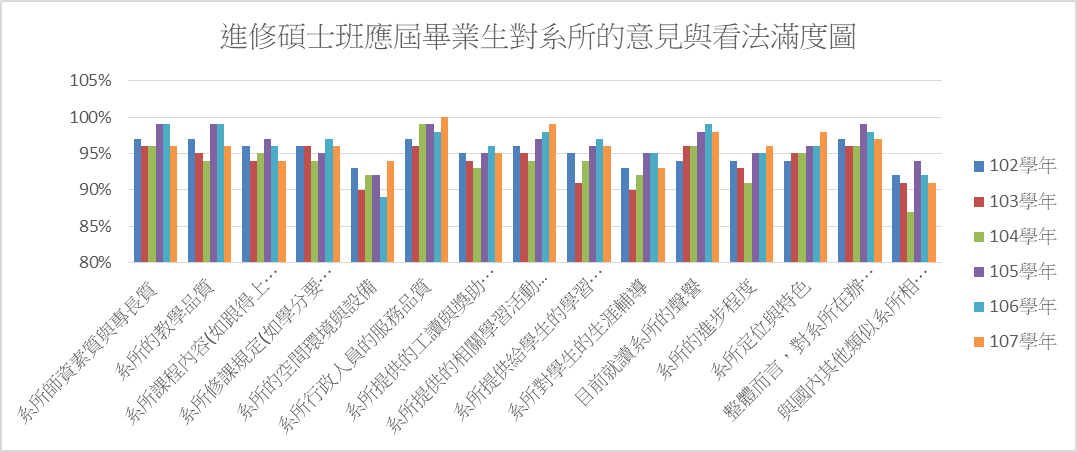 進修碩士班應屆畢業生對系所的意見與看法滿度圖
105%
100%
95%
90%
85%
80%
系所師資素質與專長質
系所的教學品質
系所課程內容(如跟得上…
系所修課規定(如學分要…
系所的空間環境與設備
系所行政人員的服務品質
系所提供的工讀與獎助…
系所提供的相關學習活動…
系所提供給學生的學習…
系所對學生的生涯輔導
目前就讀系所的聲譽
系所的進步程度
系所定位與特色
整體而言，對系所在辦…
與國內其他類似系所相…
102學年
103學年
104學年
105學年
106學年
107學年